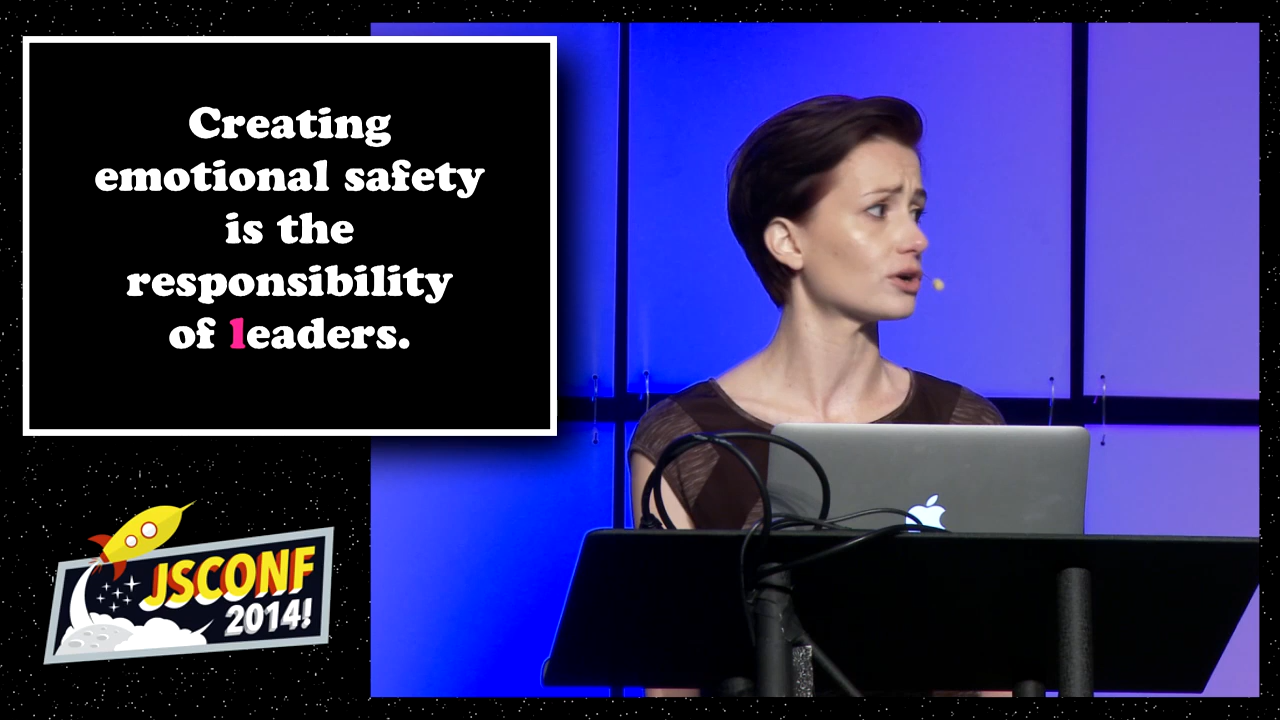 Creating
emotional safety
is the
responsibility
of leaders.
JSCONF
2014!